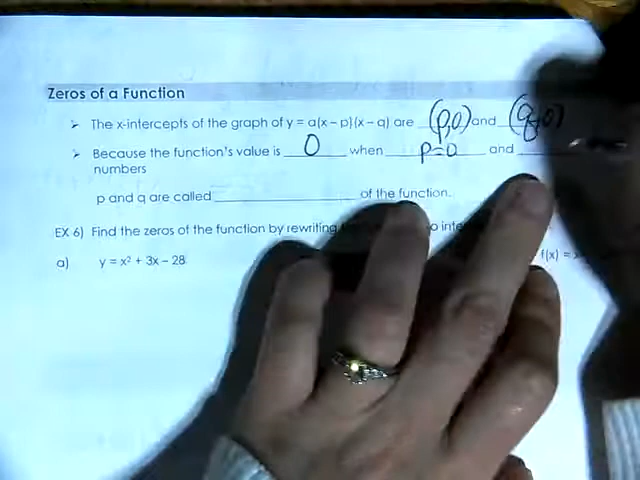 Zeros of a Function
➢ The x-intercepts of the graph of y = a(x – p)(x – q) are (p,0) and (q,0)
➢ Because the function's value is 0 when p=0 and
numbers
p and q are called ____________ of the function.
EX 6) Find the zeros of the function by rewriting
a) y = x² + 3x – 28 f(x) =